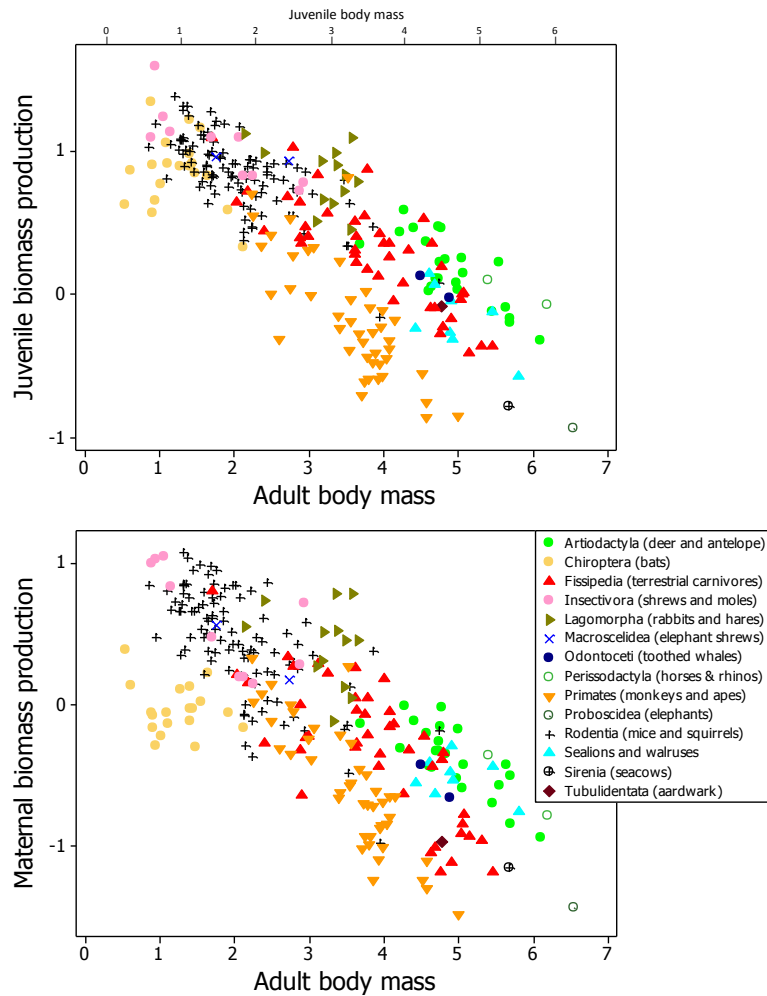 Juvenile body mass
0 1 2 3 4 5 6
Juvenile biomass production
1
0
-1
0 1 2 3 4 5 6 7
Adult body mass
Maternal biomass production
1
0
-1
0 1 2 3 4 5 6 7
Adult body mass
Artiodactyla (deer and antelope)
Chiroptera (bats)
Fissipedia (terrestrial carnivores)
Insectivora (shrews and moles)
Lagomorpha (rabbits and hares)
Macroscelidea (elephant shrews)
Odontoceti (toothed whales)
Perissodactyla (horses & rhinos)
Primates (monkeys and apes)
Proboscidea (elephants)
Rodentia (mice and squirrels)
Sealions and walruses
Sirenia (seacows)
Tubulidentata (aardwark)